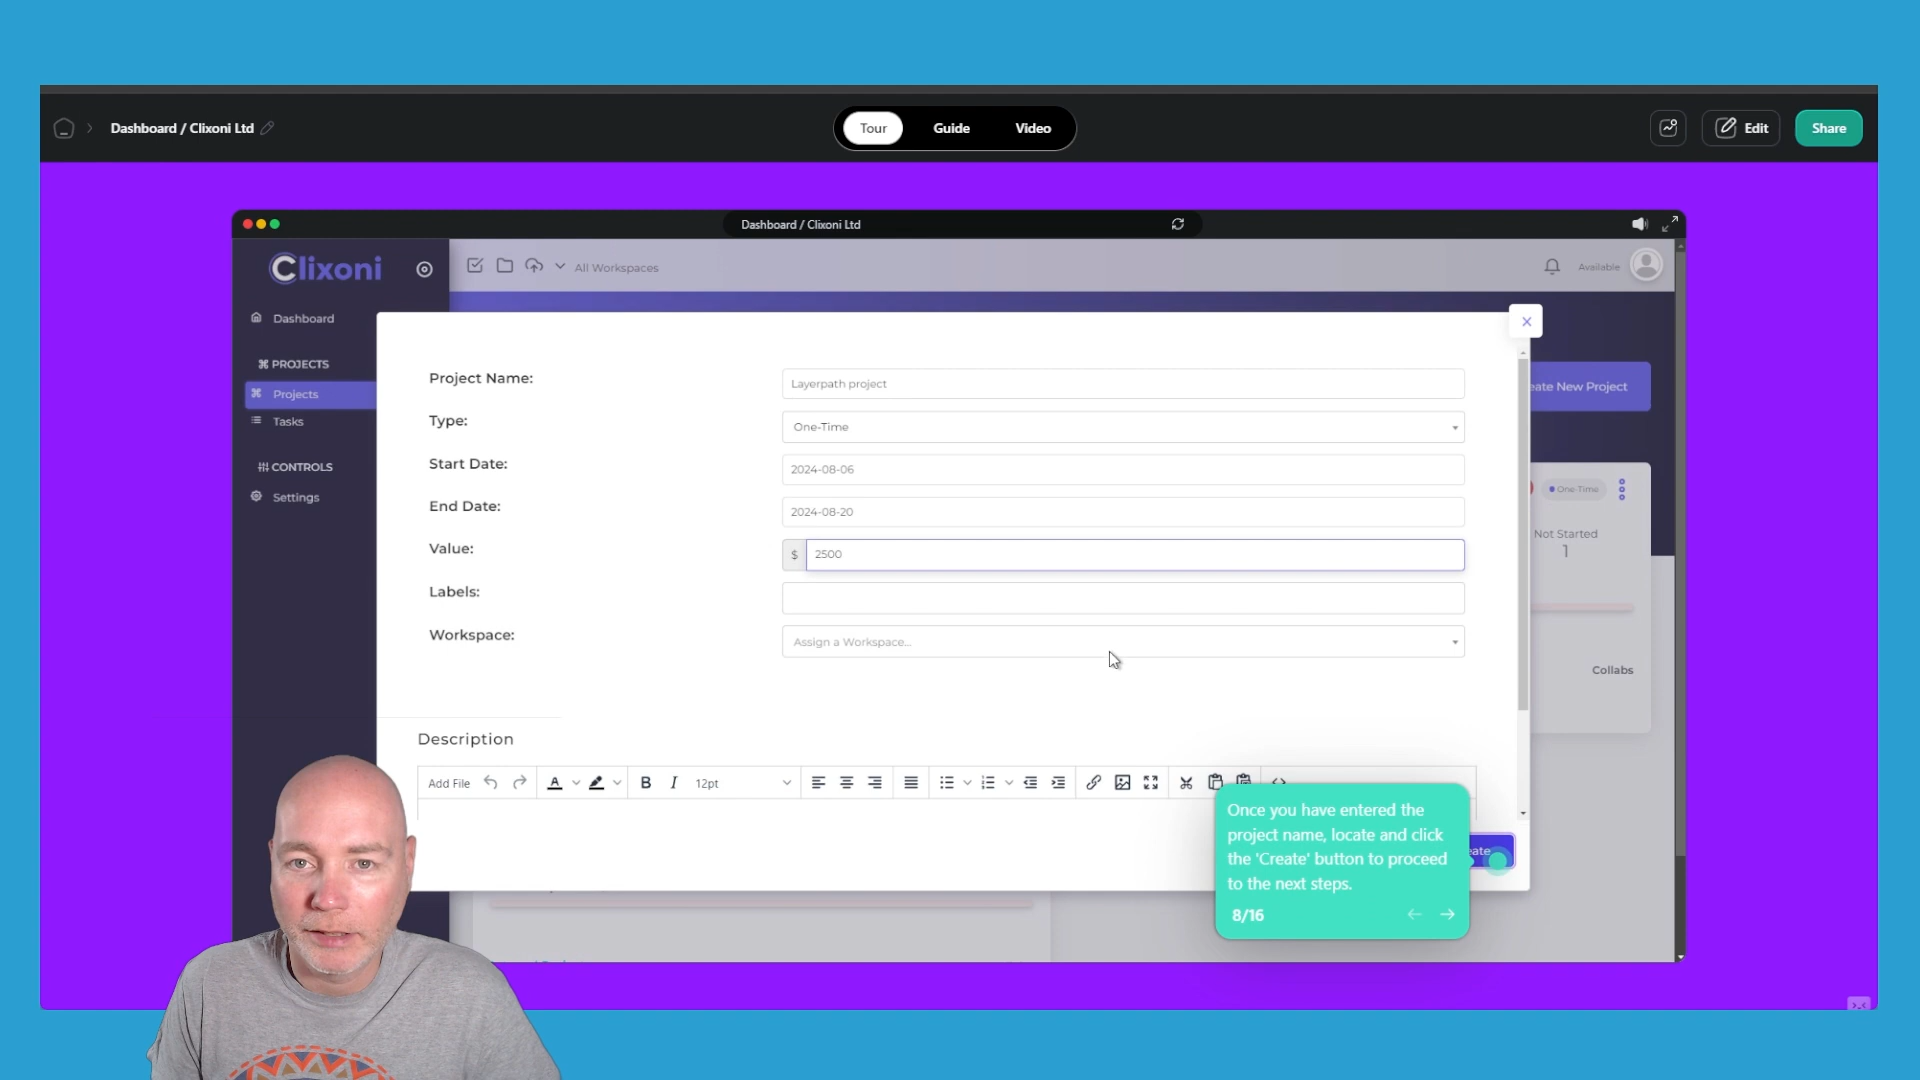 Dashboard / Clixoni Ltd
Tour
Guide
Video
Edit
Share
Dashboard / Clixoni Ltd
Clixoni
All Workspaces
Available
Dashboard
PROJECTS
Projects
Tasks
CONTROLS
Settings
Project Name:
Layerpath project
Type:
One-Time
Start Date:
2024-08-06
End Date:
2024-08-20
Value:
$ 2500
Labels:
Workspace:
Assign a Workspace...
eate New Project
One-Time
Not Started
1
Collabs
Description
Add File
A
B
I
12pt
Once you have entered the
project name, locate and click
the 'Create' button to proceed
to the next steps.
8/16
eate